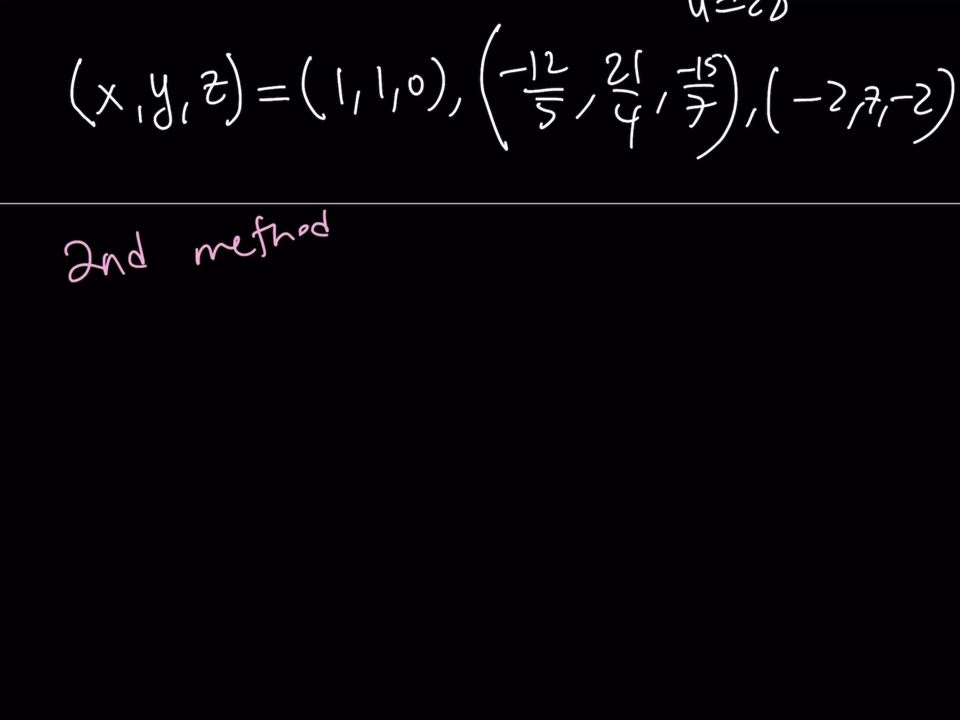 (x,y,z)=(1,1,0),(-12/5,21/4,-15/7),(-2,7,-2)
2nd method